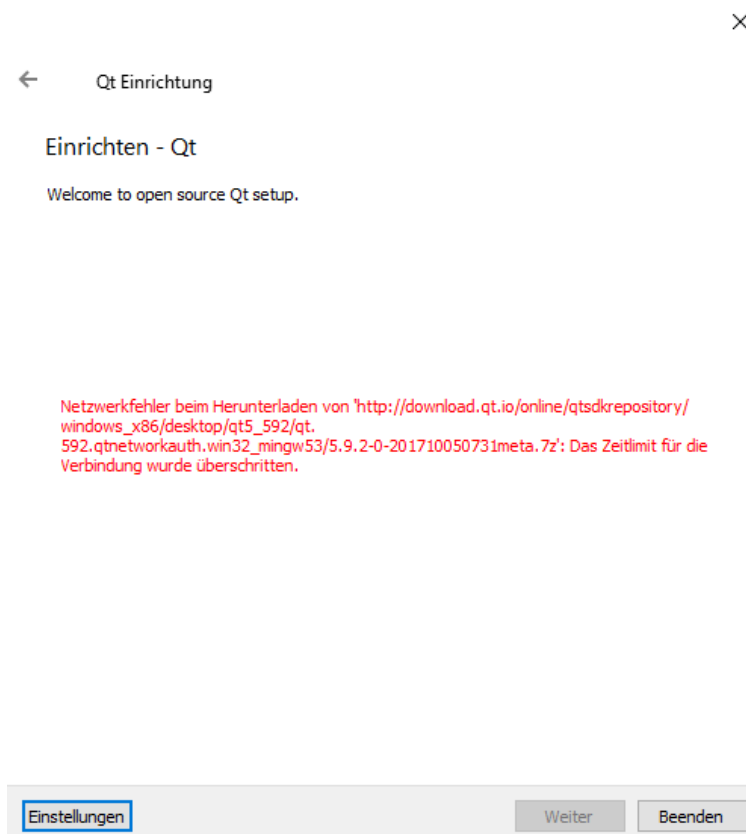 Qt Einrichtung
Einrichten - Qt
Welcome to open source Qt setup.
Netzwerkfehler beim Herunterladen von 'http://download.qt.io/online/qtsdkrepository/
windows_x86/desktop/qt5_592/qt.
592.qtnetworkauth.win32_mingw53/5.9.2-0-201710050731meta.7z': Das Zeitlimit für die
Verbindung wurde überschritten.
Einstellungen
Weiter
Beenden